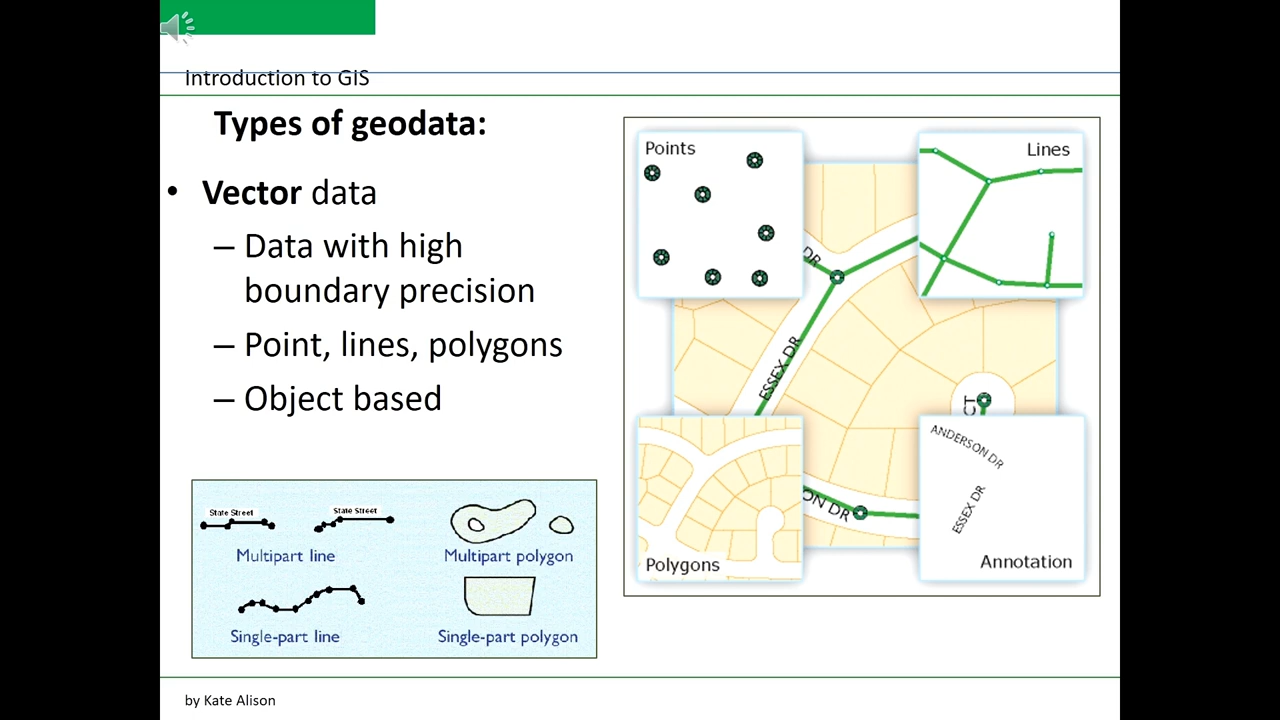 Introduction to GIS
Types of geodata:
• Vector data
– Data with high
boundary precision
– Point, lines, polygons
– Object based
State Street
State Street
Multipart line
Multipart polygon
Single-part line
Single-part polygon
Points
Lines
DR
ESSEX DR
CT
ON DR
Polygons
ANDERSON DR
ESSEX DR
Annotation
by Kate Alison